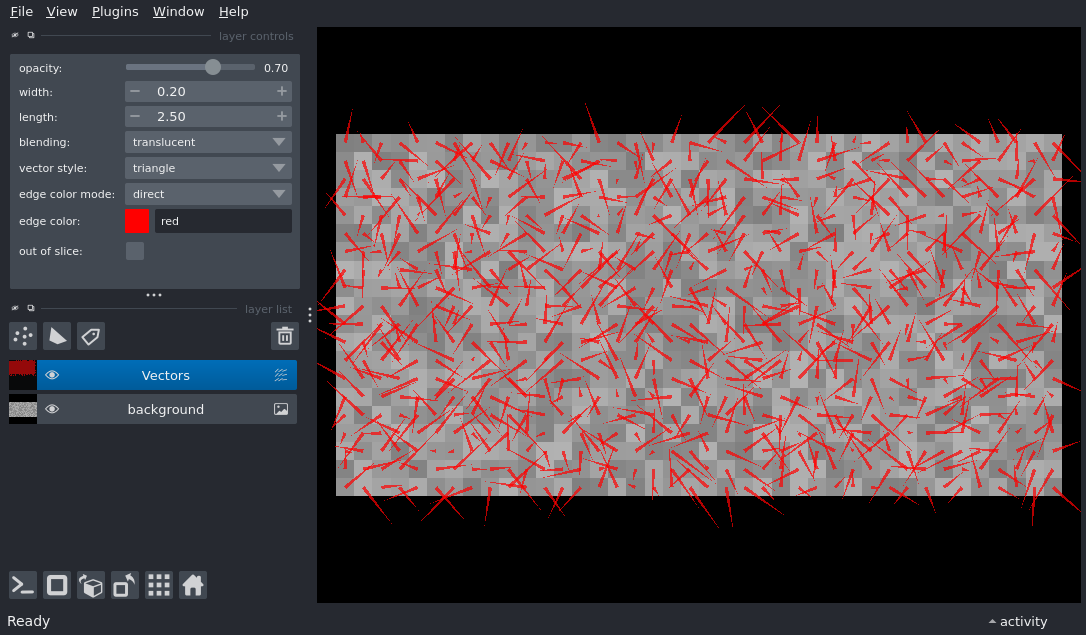 File View Plugins Window Help
layer controls
opacity: 0.70
width: − 0.20 +
length: − 2.50 +
blending: translucent
vector style: triangle
edge color mode: direct
edge color: red
out of slice:
layer list
Vectors
background
Ready
activity